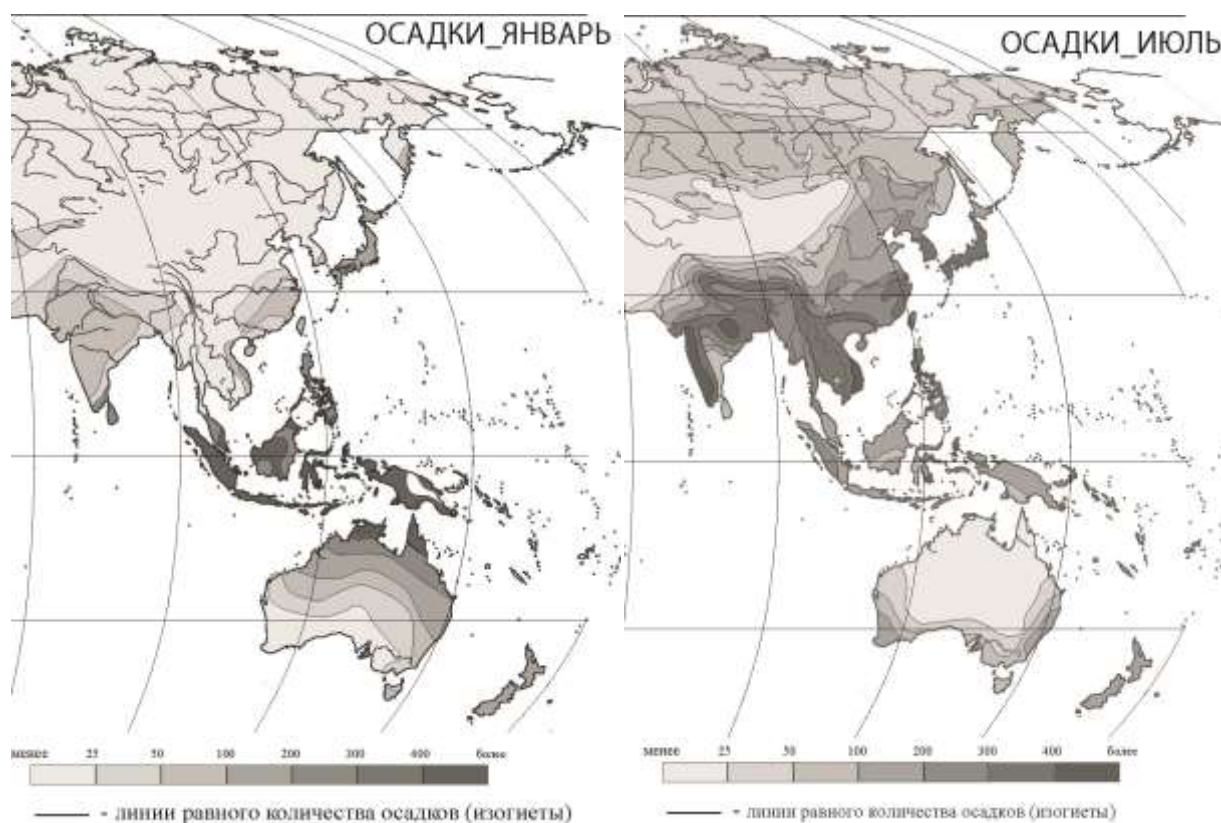 ОСАДКИ_ЯНВАРЬ
менее 25 50 100 200 300 400 более
- линии равного количества осадков (изогиеты)
ОСАДКИ_ИЮЛЬ
менее 25 50 100 200 300 400 более
- линии равного количества осадков (изогиеты)